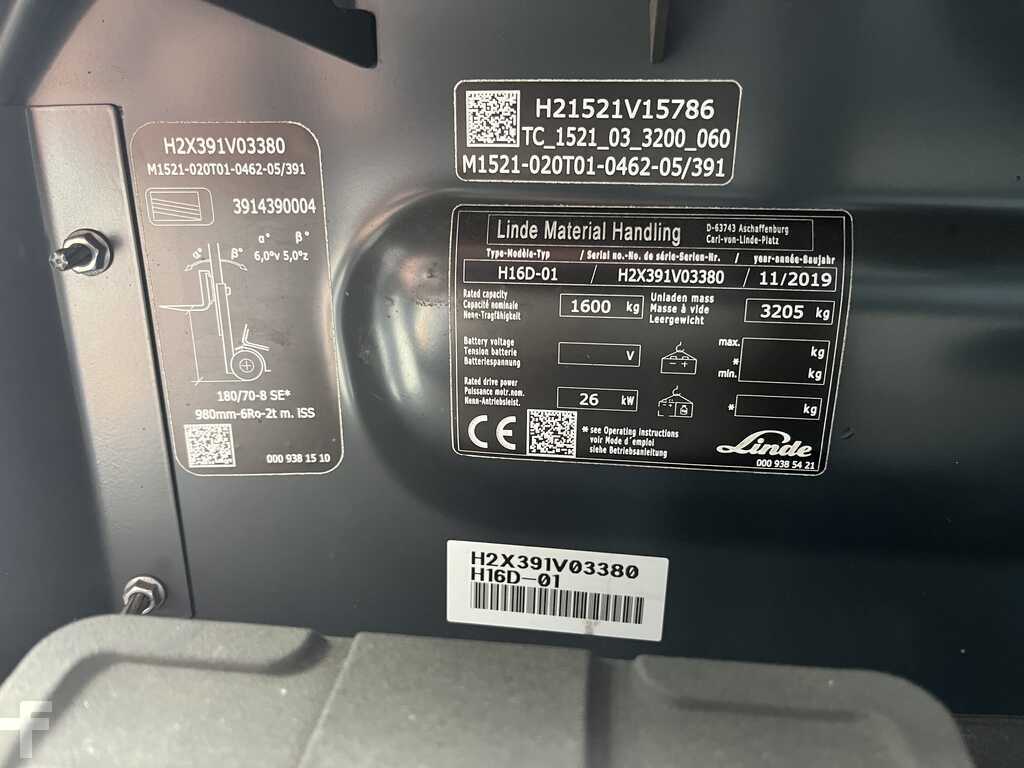 H2X391V03380
M1521-020T01-0462-05/391
3914390004
α° β°
α° β° 6,0°v 5,0°z
180/70-8 SE*
980mm-6Ro-2t m. ISS
000 938 15 10
H21521V15786
TC_1521_03_3200_060
M1521-020T01-0462-05/391
Linde Material Handling
D-63743 Aschaffenburg
Carl-von-Linde-Platz
Type-Modèle-Typ / Serial no.-No. de série-Serien-Nr. / year-année-Baujahr
H16D-01 / H2X391V03380 / 11/2019
Rated capacity
Capacité nominale
Nenn-Tragfähigkeit
1600 kg
Unladen mass
Masse à vide
Leergewicht
3205 kg
Battery voltage
Tension batterie
Batteriespannung
V
max. kg
*
min. kg
Rated drive power
Puissance motr.nom.
Nenn-Antriebsleist.
26 kW
* kg
CE
* see Operating instructions
voir Mode d'emploi
siehe Betriebsanleitung
Linde
000 938 54 21
H2X391V03380
H16D-01
F